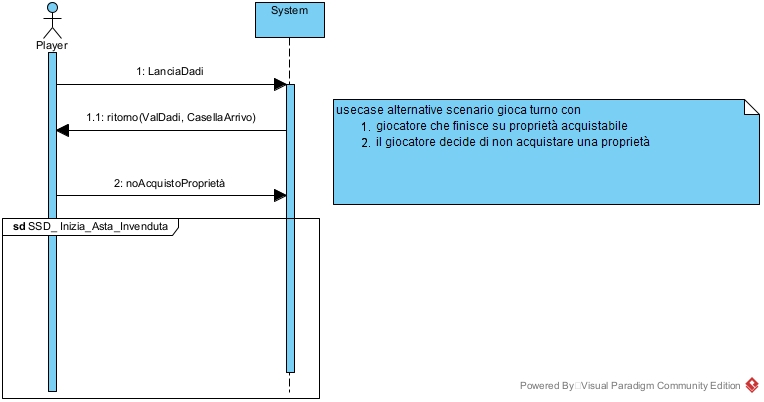 System
Player
1: LanciaDadi
1.1: ritorno(ValDadi, CasellaArrivo)
2: noAcquistoProprietà
sd SSD_ Inizia_Asta_Invenduta
usecase alternative scenario gioca turno con
1. giocatore che finisce su proprietà acquistabile
2. il giocatore decide di non acquistare una proprietà
Powered By Visual Paradigm Community Edition